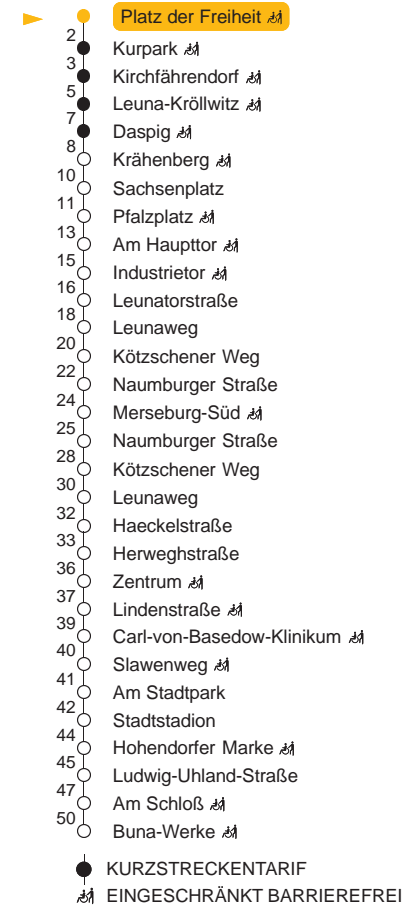 Platz der Freiheit
2
Kurpark
3
Kirchfährendorf
5
Leuna-Kröllwitz
7
Daspig
8
Krähenberg
10
Sachsenplatz
11
Pfalzplatz
13
Am Haupttor
15
Industrietor
16
Leunatorstraße
18
Leunaweg
20
Kötzschener Weg
22
Naumburger Straße
24
Merseburg-Süd
25
Naumburger Straße
28
Kötzschener Weg
30
Leunaweg
32
Haeckelstraße
33
Herweghstraße
36
Zentrum
37
Lindenstraße
39
Carl-von-Basedow-Klinikum
40
Slawenweg
41
Am Stadtpark
42
Stadtstadion
44
Hohendorfer Marke
45
Ludwig-Uhland-Straße
47
Am Schloß
50
Buna-Werke
KURZSTRECKENTARIF
EINGESCHRÄNKT BARRIEREFREI